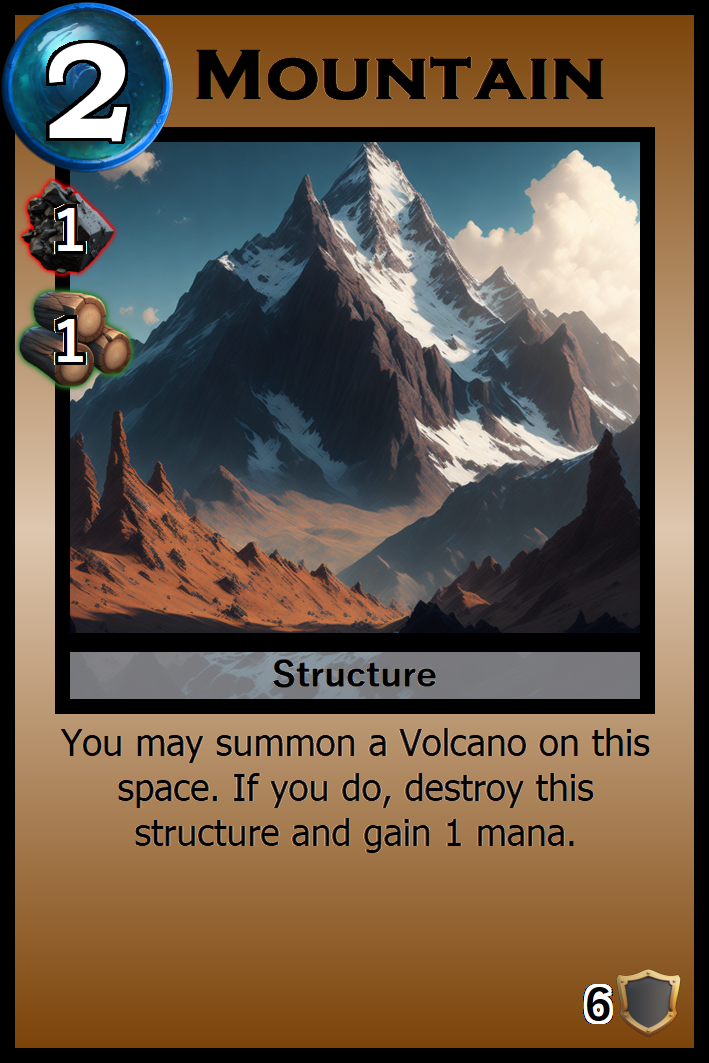 2
Mountain
1
1
Structure
You may summon a Volcano on this
space. If you do, destroy this
structure and gain 1 mana.
6